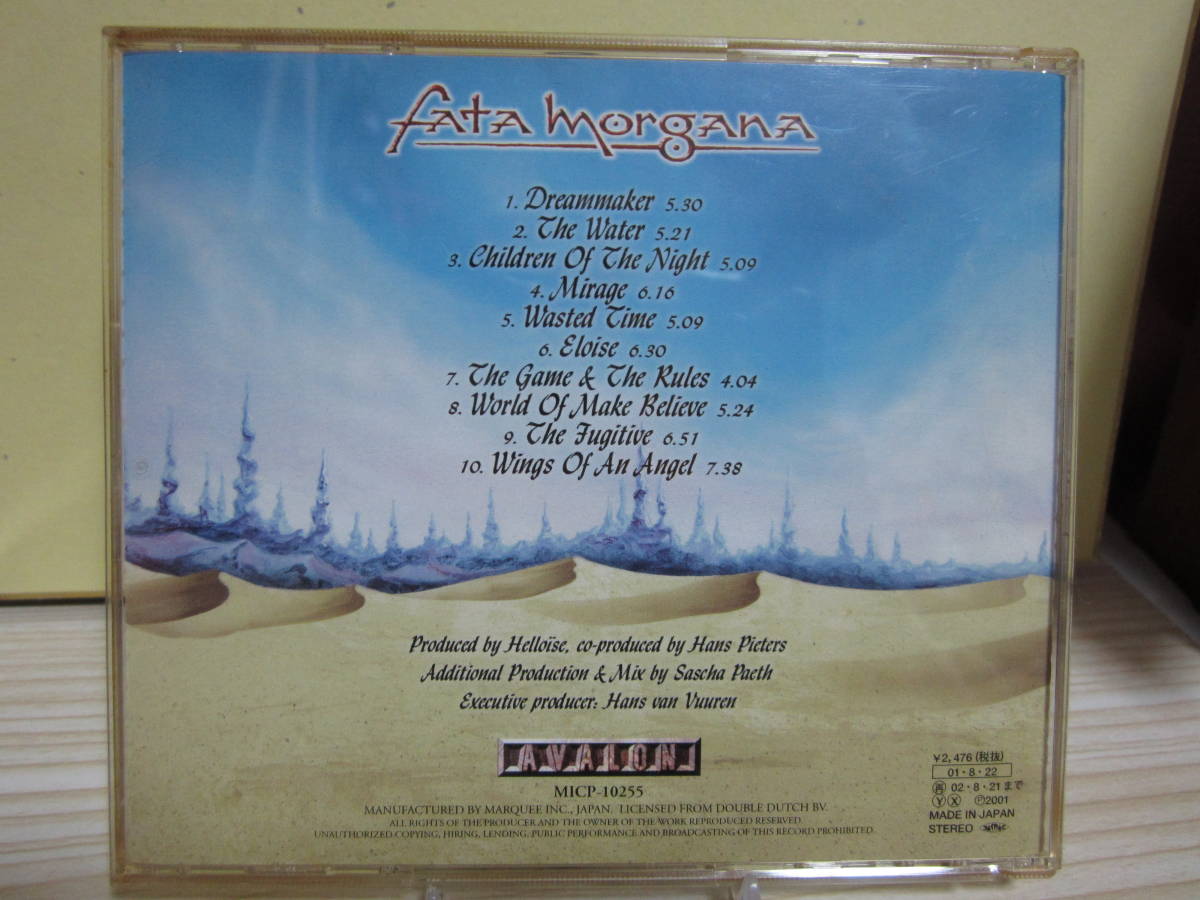 fata morgana
1. Dreammaker 5.30
2. The Water 5.21
3. Children Of The Night 5.09
4. Mirage 6.16
5. Wasted Time 5.09
6. Eloise 6.30
7. The Game & The Rules 4.04
8. World Of Make Believe 5.24
9. The Fugitive 6.51
10. Wings Of An Angel 7.38
Produced by Helloïse, co-produced by Hans Pieters
Additional Production & Mix by Sascha Paeth
Executive producer: Hans van Vuuren
AVALON
MICP-10255
MANUFACTURED BY MARQUEE INC., JAPAN. LICENSED FROM DOUBLE DUTCH BV.
ALL RIGHTS OF THE PRODUCER AND THE OWNER OF THE WORK REPRODUCED RESERVED.
UNAUTHORIZED COPYING, HIRING, LENDING, PUBLIC PERFORMANCE AND BROADCASTING OF THIS RECORD PROHIBITED.
¥2,476 (税抜)
01・8・22
再 02・8・21まで
Ⓨ Ⓧ Ⓟ2001
MADE IN JAPAN
STEREO